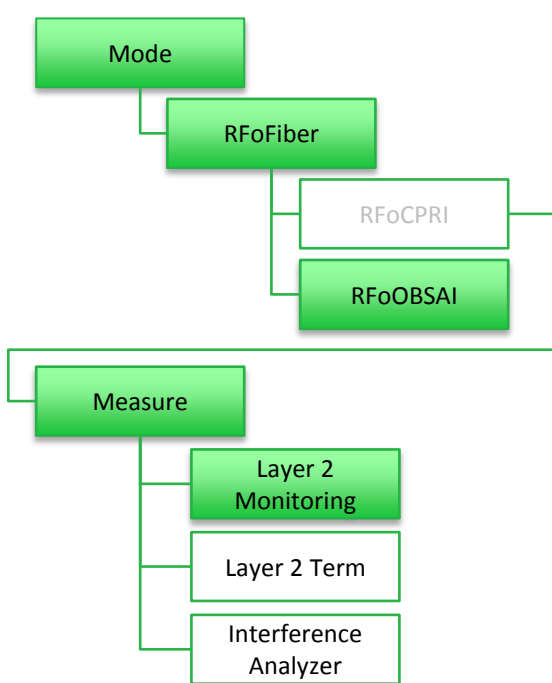 Mode
RFoFiber
RFoCPRI
RFoOBSAI
Measure
Layer 2
Monitoring
Layer 2 Term
Interference
Analyzer